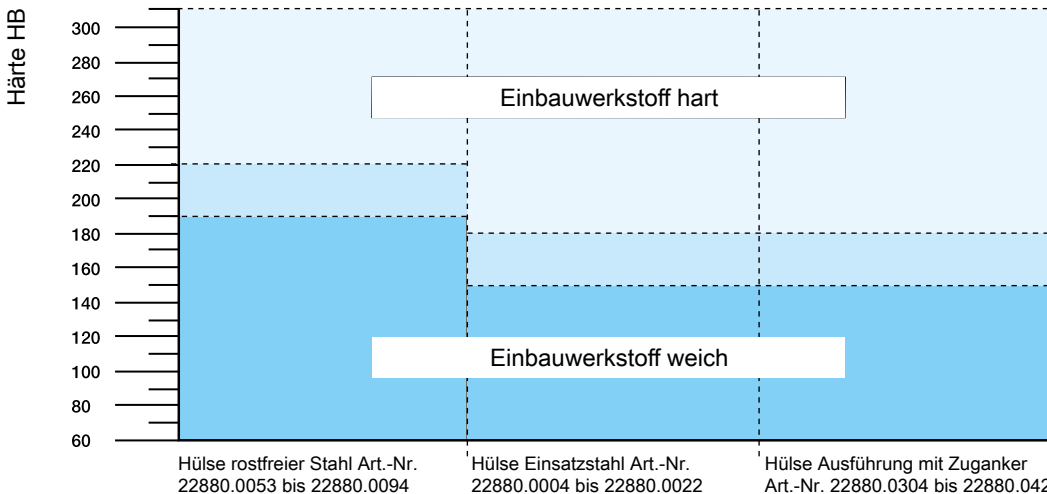 Härte HB
300
280
260
240
220
200
180
160
140
120
100
80
60
Einbauwerkstoff hart
Einbauwerkstoff weich
Hülse rostfreier Stahl Art.-Nr.
22880.0053 bis 22880.0094
Hülse Einsatzstahl Art.-Nr.
22880.0004 bis 22880.0022
Hülse Ausführung mit Zuganker
Art.-Nr. 22880.0304 bis 22880.042